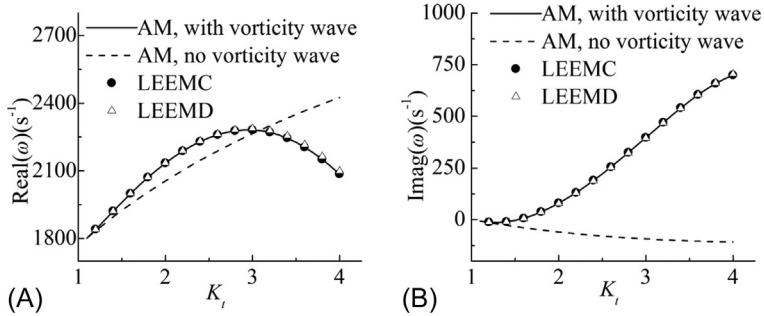 AM, with vorticity wave
AM, no vorticity wave
LEEMC
LEEMD
2700
2400
2100
1800
Real(ω)(s⁻¹)
1 2 3 4
Kₜ
(A)
AM, with vorticity wave
AM, no vorticity wave
LEEMC
LEEMD
1000
750
500
250
0
Imag(ω)(s⁻¹)
1 2 3 4
Kₜ
(B)